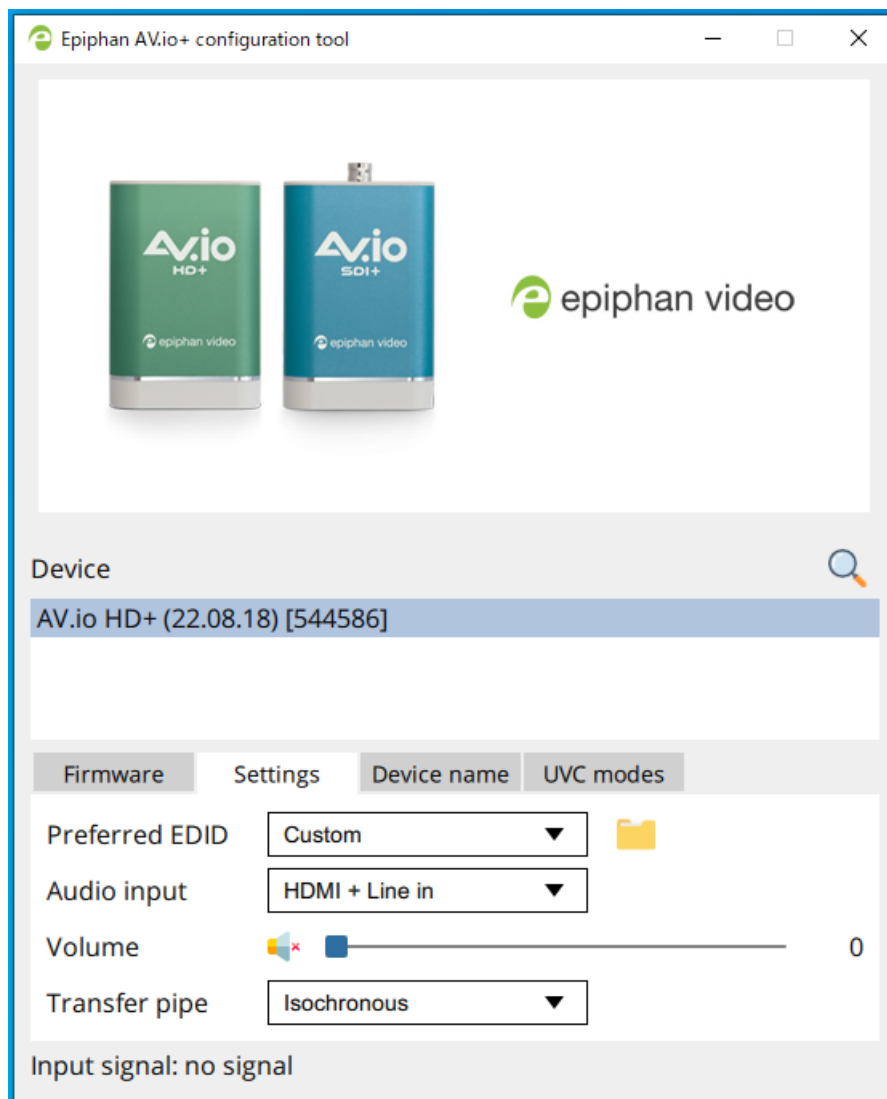 Epiphan AV.io+ configuration tool
AV.io
HD+
epiphan video
AV.io
SDI+
epiphan video
epiphan video
Device
AV.io HD+ (22.08.18) [544586]
Firmware Settings Device name UVC modes
Preferred EDID Custom
Audio input HDMI + Line in
Volume 0
Transfer pipe Isochronous
Input signal: no signal